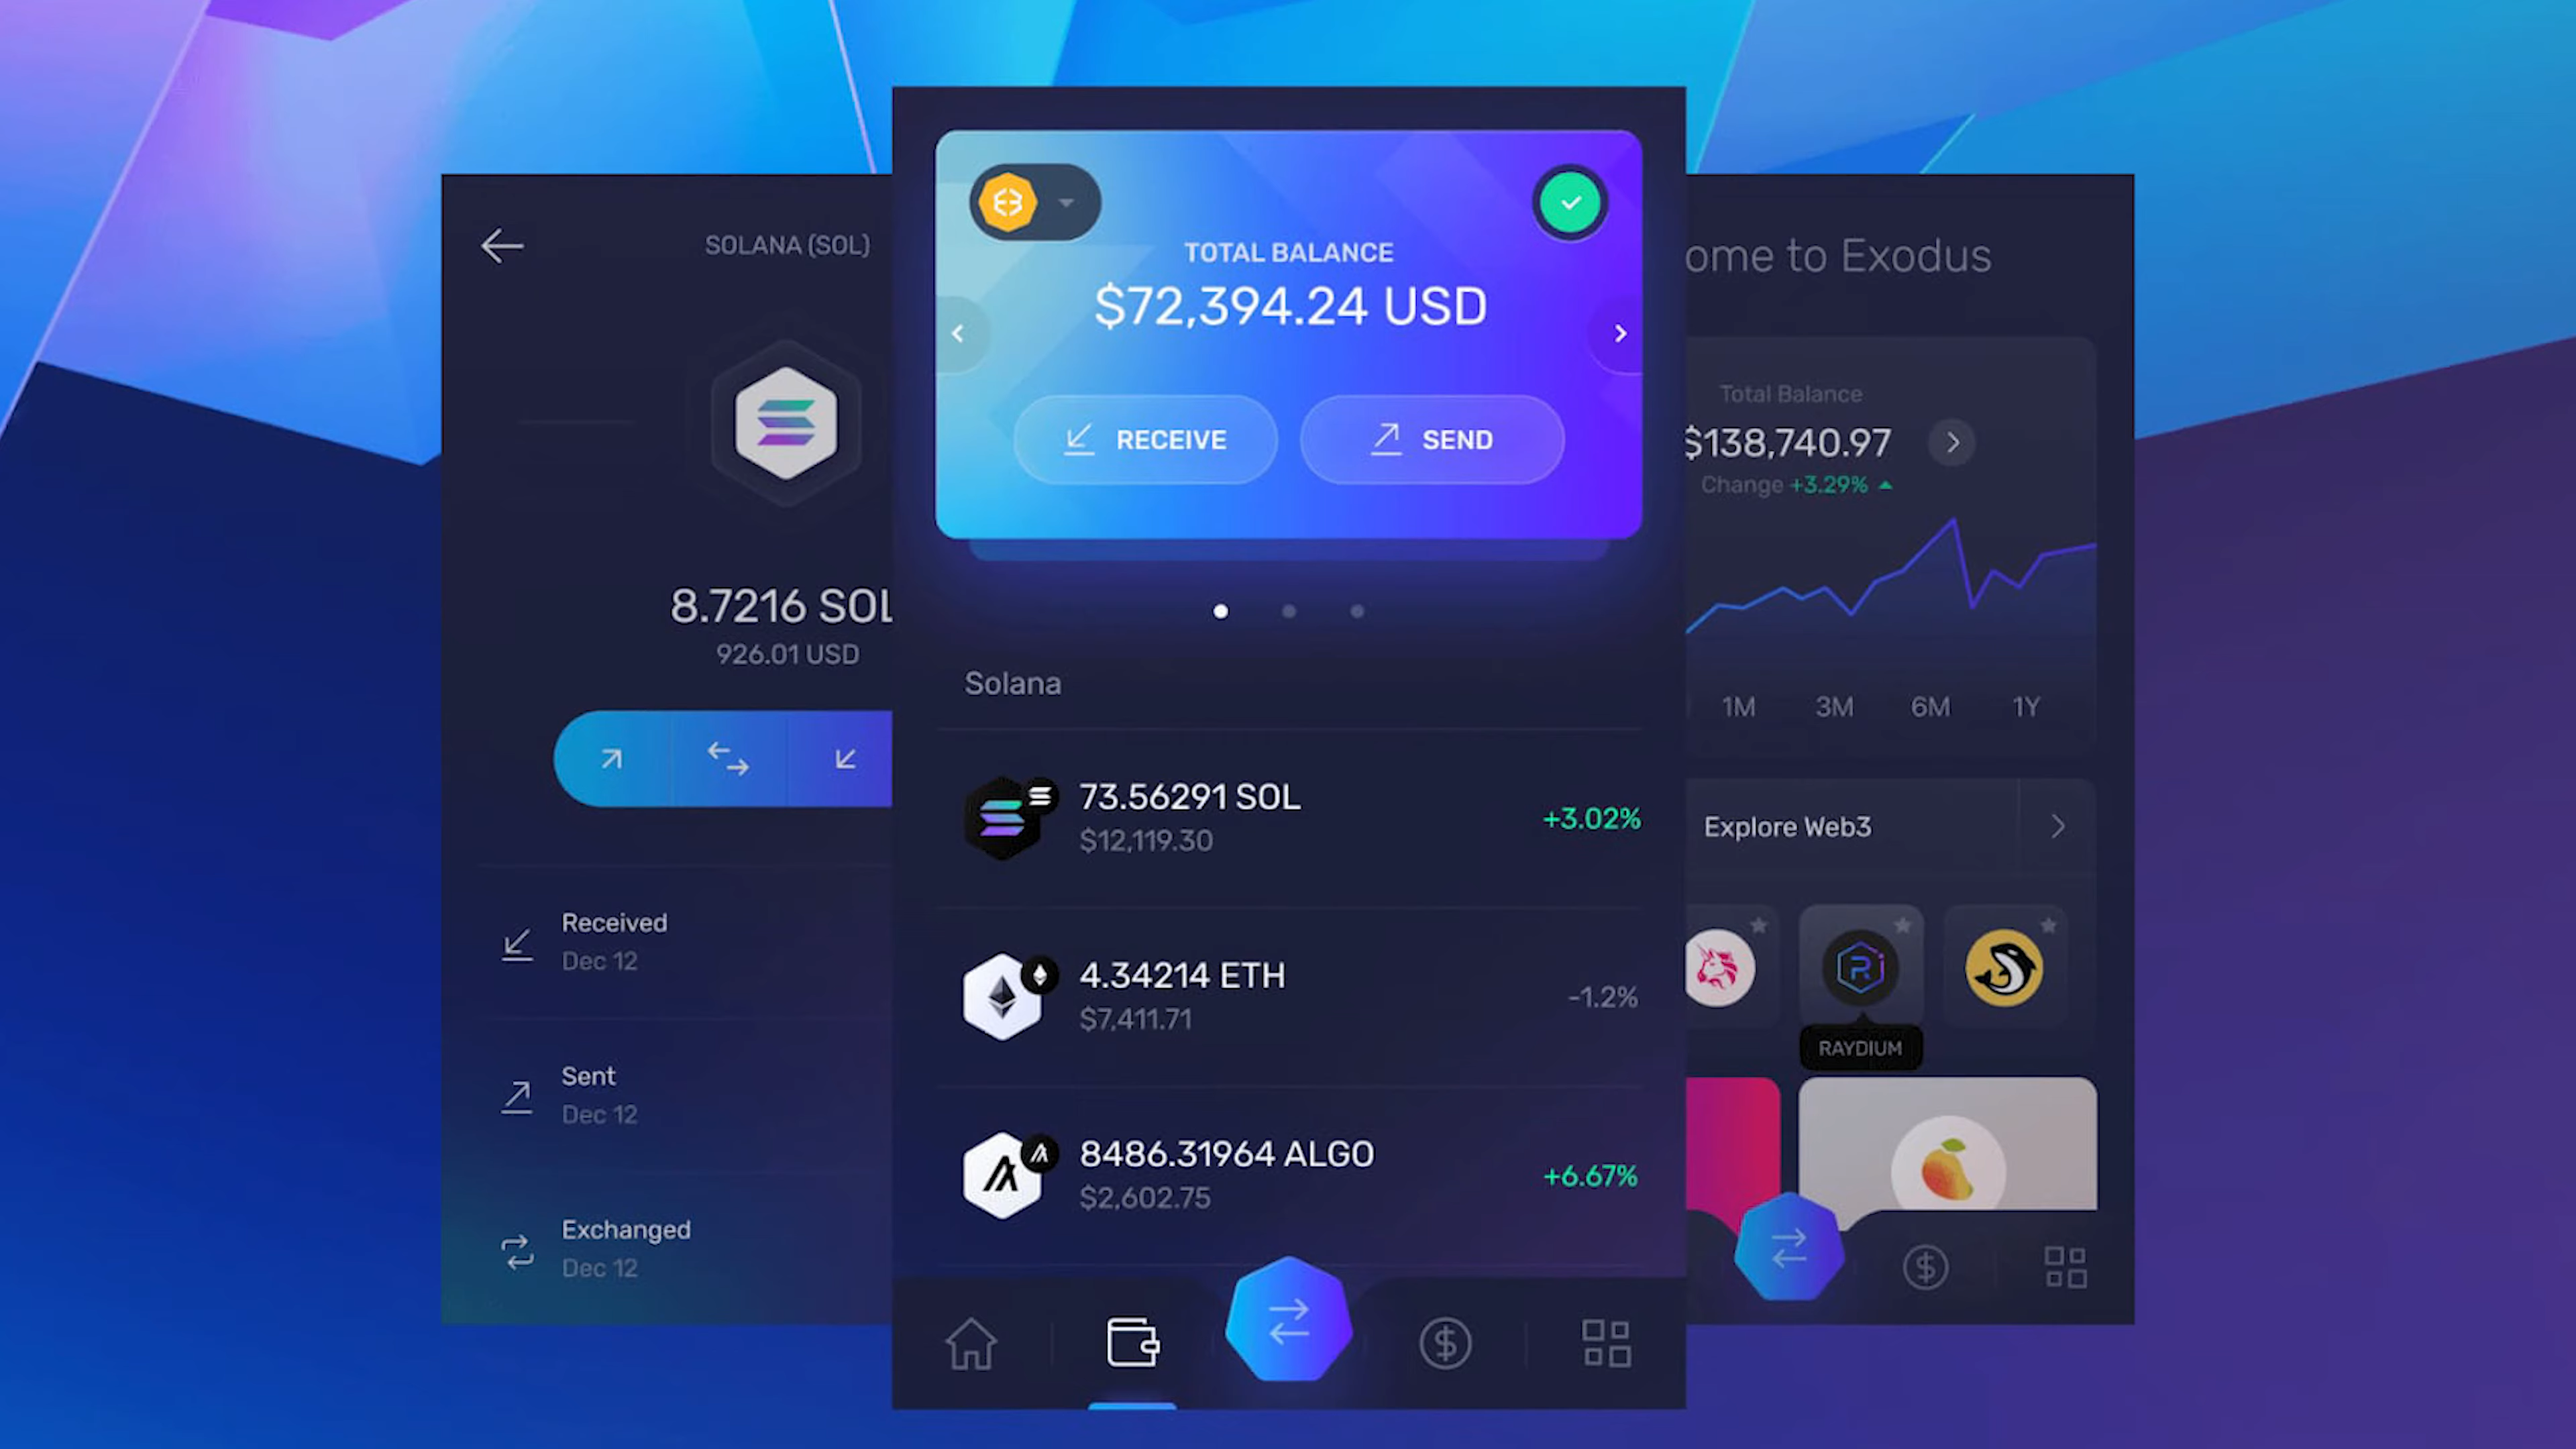 SOLANA (SOL)
8.7216 SOL
926.01 USD
Received
Dec 12
Sent
Dec 12
Exchanged
Dec 12
TOTAL BALANCE
$72,394.24 USD
RECEIVE
SEND
Solana
73.56291 SOL
$12,119.30
+3.02%
4.34214 ETH
$7,411.71
-1.2%
8486.31964 ALGO
$2,602.75
+6.67%
ome to Exodus
Total Balance
$138,740.97
Change +3.29%
1M 3M 6M 1Y
Explore Web3
RAYDIUM